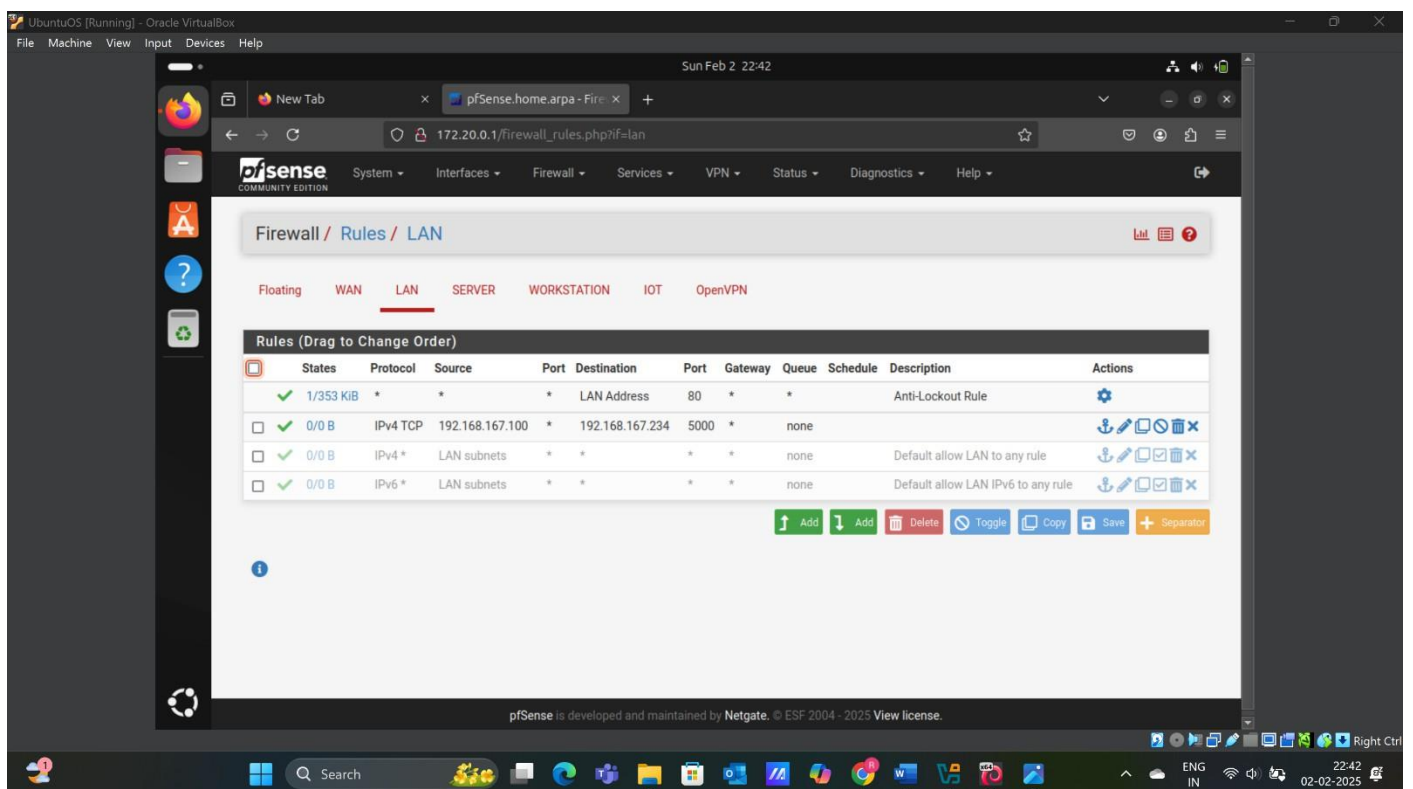 UbuntuOS [Running] - Oracle VirtualBox
File Machine View Input Devices Help
Sun Feb 2 22:42
New Tab × pfSense.home.arpa - Fire × +
172.20.0.1/firewall_rules.php?if=lan
pfsense COMMUNITY EDITION System Interfaces Firewall Services VPN Status Diagnostics Help
Firewall / Rules / LAN
Floating WAN LAN SERVER WORKSTATION IOT OpenVPN
Rules (Drag to Change Order)
States Protocol Source Port Destination Port Gateway Queue Schedule Description Actions
1/353 KiB * * * LAN Address 80 * * Anti-Lockout Rule
0/0 B IPv4 TCP 192.168.167.100 * 192.168.167.234 5000 * none
0/0 B IPv4 * LAN subnets * * * * none Default allow LAN to any rule
0/0 B IPv6 * LAN subnets * * * * none Default allow LAN IPv6 to any rule
Add Add Delete Toggle Copy Save Separator
pfSense is developed and maintained by Netgate. © ESF 2004 - 2025 View license.
Right Ctrl
1 Search ENG 22:42
IN 02-02-2025